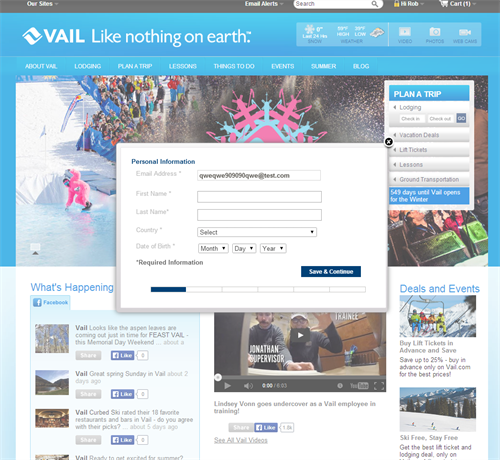 Our Sites
Email Alerts
Hi Rob
Cart (1)
VAIL Like nothing on earth.™
Search
0"
Last 24 Hrs
SNOW
HIGH
LOW
WEATHER
VIDEO
PHOTOS
WEB CAMS
ABOUT VAIL
LODGING
PLAN A TRIP
LESSONS
THINGS TO DO
EVENTS
SUMMER
BLOG
PLAN A TRIP
Lodging
Check in
Check out
GO
Vacation Deals
Lift Tickets
Lessons
Ground Transportation
549 days until Vail opens
for the Winter
Personal Information
Email Address *
qweqwe909090qwe@test.com
First Name *
Last Name*
Country *
Select
Date of Birth *
Month
Day
Year
*Required Information
Save & Continue
What's Happening
Facebook
Vail Looks like the aspen leaves are
coming out just in time for FEAST VAIL -
this Memorial Day Weekend ... about a
Share
Like
0
Vail Great spring Sunday in Vail about
2 days ago
Share
Like
0
Vail Curbed Ski rated their 18 favorite
restaurants and bars in Vail - do you agree
with their picks? ... about 5 days ago
Share
Like
0
Vail Ready to get excited for summer?
TRAINEE
JONATHAN
SUPERVISOR
0:00 / 6:03
YouTube
Lindsey Vonn goes undercover as a Vail employee in
training!
Share
Like
1.6k
See All Vail Videos
Deals and Events
Buy Lift Tickets in
Advance and Save
Save up to 25% - buy in
advance only on Vail.com
for the best prices!
Ski Free, Stay Free
Get the best lift ticket and
lodging deal, only on